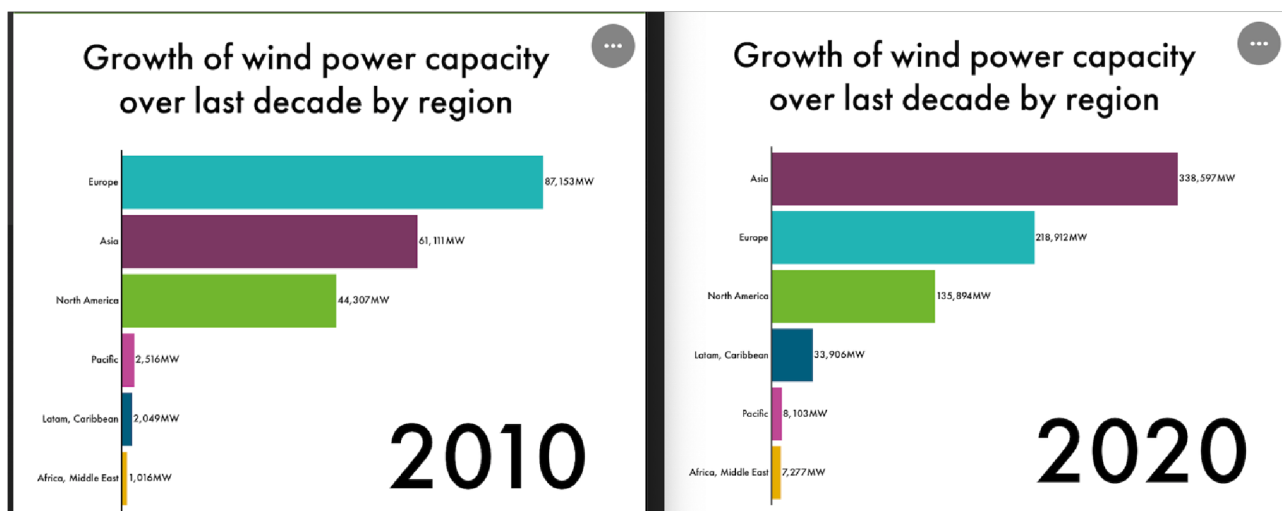 Growth of wind power capacity
over last decade by region
Europe 87,153MW
Asia 61,111MW
North America 44,307MW
Pacific 2,516MW
Latam, Caribbean 2,049MW
Africa, Middle East 1,016MW
2010
Growth of wind power capacity
over last decade by region
Asia 338,597MW
Europe 218,912MW
North America 135,894MW
Latam, Caribbean 33,906MW
Pacific 8,103MW
Africa, Middle East 7,277MW
2020